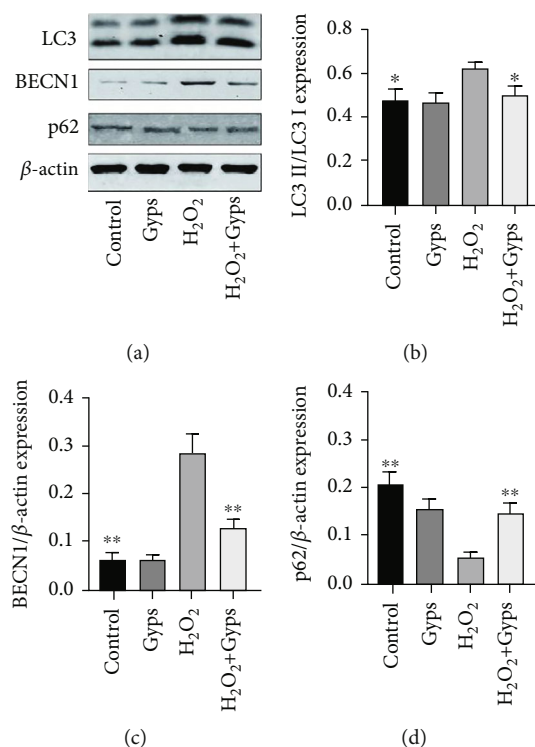 LC3
BECN1
p62
β-actin
Control
Gyps
H₂O₂
H₂O₂+Gyps
(a)
LC3 II/LC3 I expression
0.8
0.6
0.4
0.2
0.0
*
*
Control
Gyps
H₂O₂
H₂O₂+Gyps
(b)
BECN1/β-actin expression
0.4
0.3
0.2
0.1
0.0
**
**
Control
Gyps
H₂O₂
H₂O₂+Gyps
(c)
p62/β-actin expression
0.4
0.3
0.2
0.1
0.0
**
**
Control
Gyps
H₂O₂
H₂O₂+Gyps
(d)